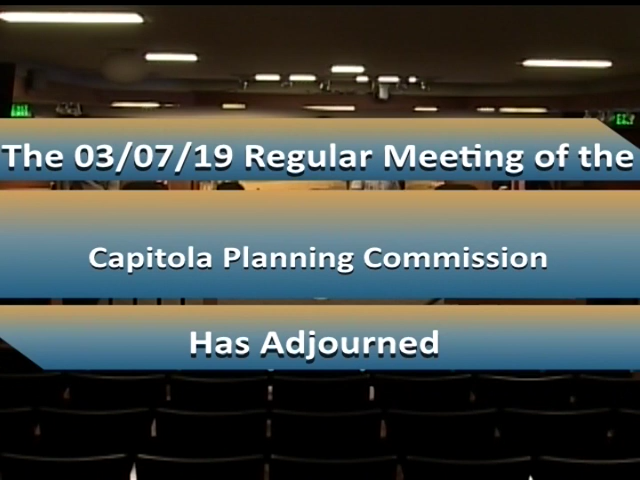 The 03/07/19 Regular Meeting of the
Capitola Planning Commission
Has Adjourned